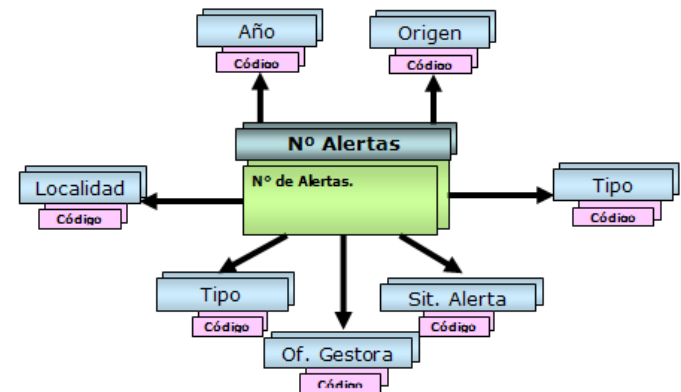 Año
Origen
Código
Código
Nº Alertas
Nº de Alertas.
Localidad
Código
Tipo
Código
Tipo
Código
Sit. Alerta
Código
Of. Gestora
Código